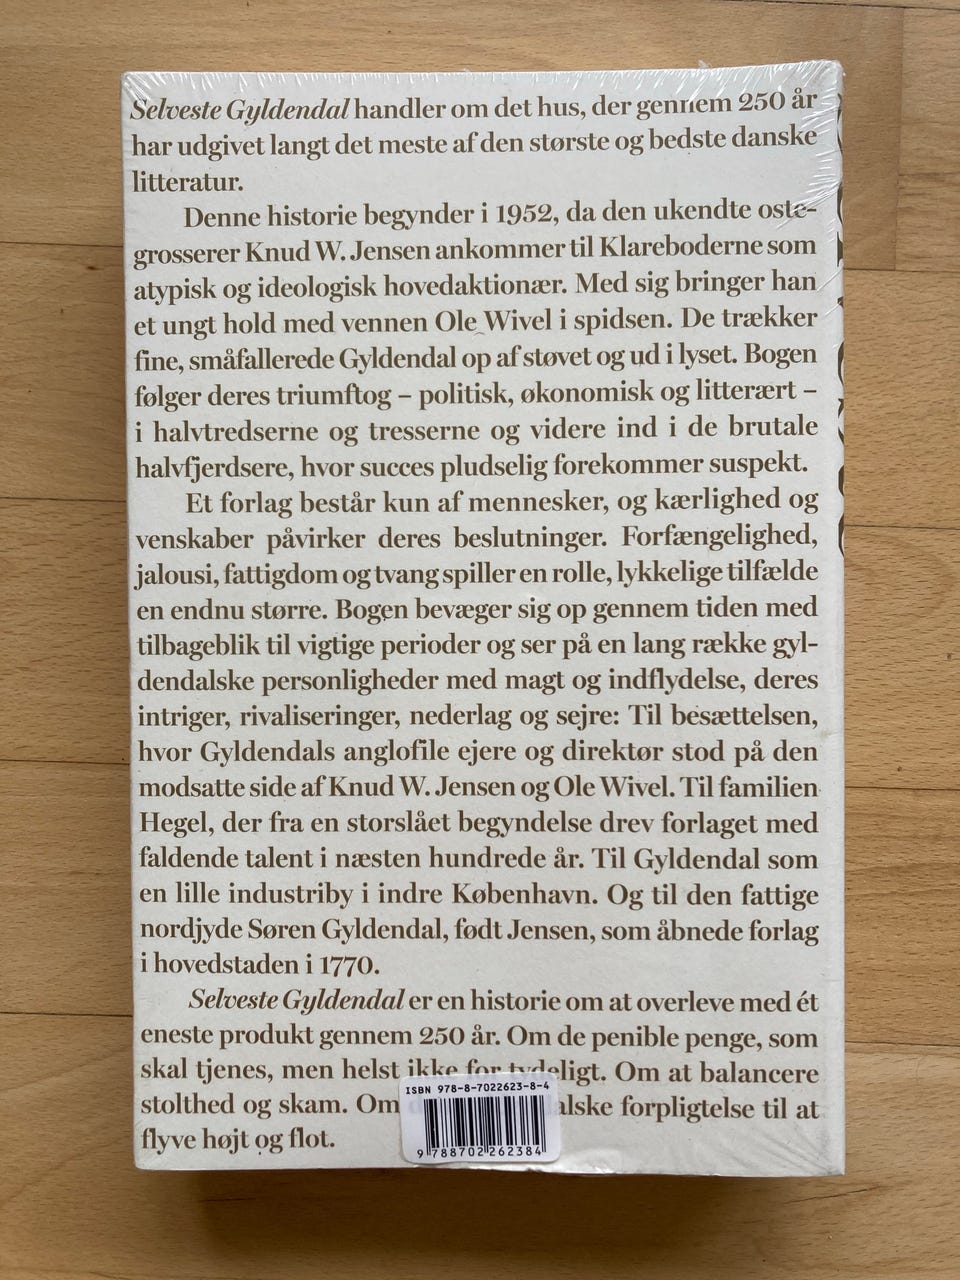 Selveste Gyldendal handler om det hus, der gennem 250 år
har udgivet langt det meste af den største og bedste danske
litteratur.
Denne historie begynder i 1952, da den ukendte oste-
grosserer Knud W. Jensen ankommer til Klareboderne som
atypisk og ideologisk hovedaktionær. Med sig bringer han
et ungt hold med vennen Ole Wivel i spidsen. De trækker
fine, småfallerede Gyldendal op af støvet og ud i lyset. Bogen
følger deres triumftog – politisk, økonomisk og litterært –
i halvtredserne og tresserne og videre ind i de brutale
halvfjerdsere, hvor succes pludselig forekommer suspekt.
Et forlag består kun af mennesker, og kærlighed og
venskaber påvirker deres beslutninger. Forfængelighed,
jalousi, fattigdom og tvang spiller en rolle, lykkelige tilfælde
en endnu større. Bogen bevæger sig op gennem tiden med
tilbageblik til vigtige perioder og ser på en lang række gyl-
dendalske personligheder med magt og indflydelse, deres
intriger, rivaliseringer, nederlag og sejre: Til besættelsen,
hvor Gyldendals anglofile ejere og direktør stod på den
modsatte side af Knud W. Jensen og Ole Wivel. Til familien
Hegel, der fra en storslået begyndelse drev forlaget med
faldende talent i næsten hundrede år. Til Gyldendal som
en lille industriby i indre København. Og til den fattige
nordjyde Søren Gyldendal, født Jensen, som åbnede forlag
i hovedstaden i 1770.
Selveste Gyldendal er en historie om at overleve med ét
eneste produkt gennem 250 år. Om de penible penge, som
skal tjenes, men helst ikke for tydeligt. Om at balancere
stolthed og skam. Om alske forpligtelse til at
flyve højt og flot.
ISBN 978-8-7022623-8-4
9 788702 262384